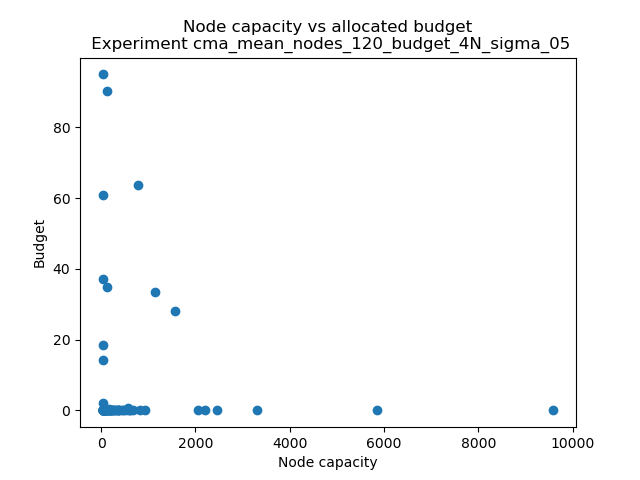 Node capacity vs allocated budget
Experiment cma_mean_nodes_120_budget_4N_sigma_05
80
60
40
20
0
Budget
0 2000 4000 6000 8000 10000
Node capacity